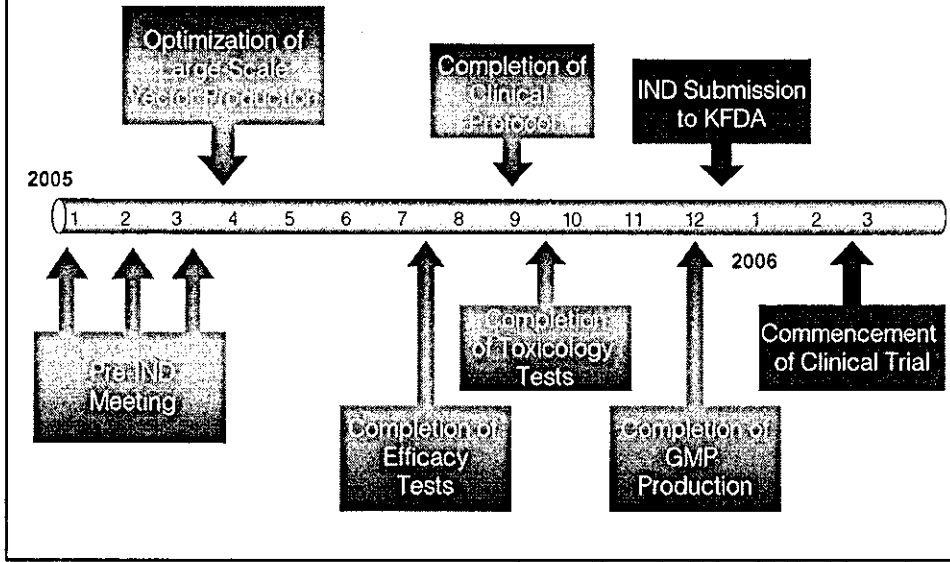 Optimization of
Large Scale
Vector Production
Completion of
Clinical
Protocol
IND Submission
to KFDA
2005
1 2 3 4 5 6 7 8 9 10 11 12 1 2 3
2006
Pre-IND
Meeting
Completion of
Efficacy
Tests
Completion
of Toxicology
Tests
Completion of
GMP
Production
Commencement
of Clinical Trial